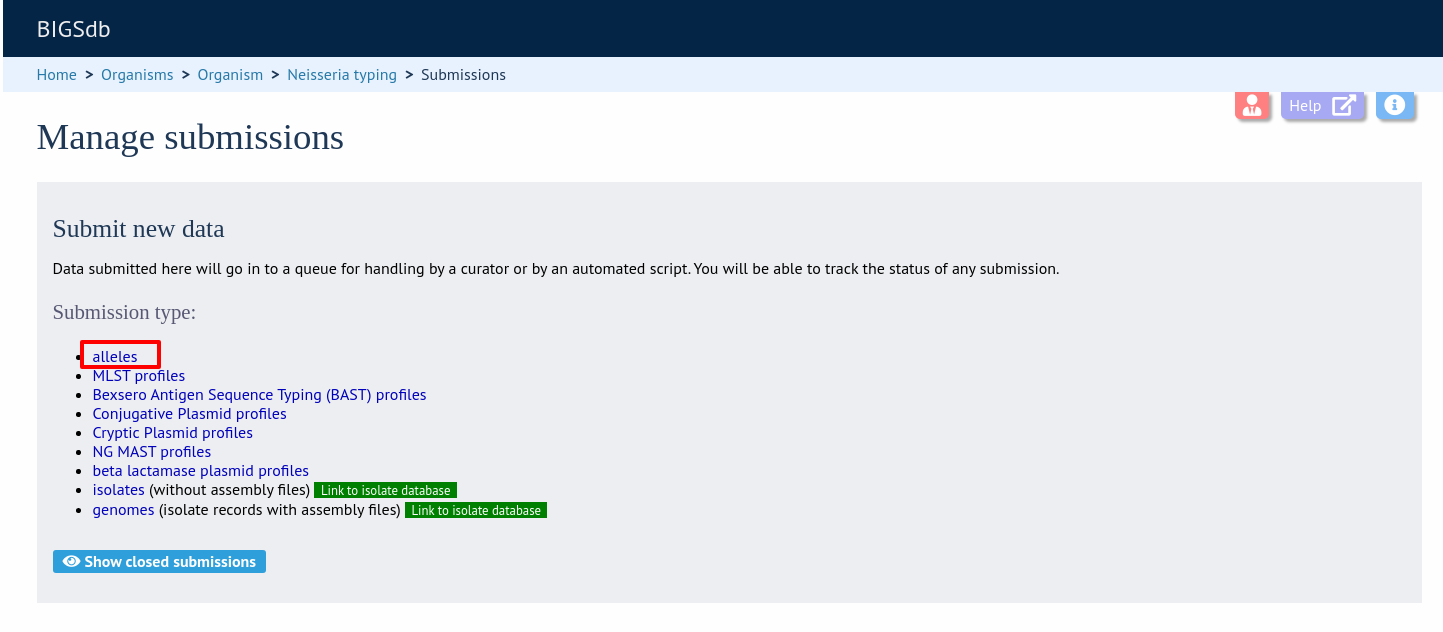 BIGSdb
Home > Organisms > Organism > Neisseria typing > Submissions
Help
Manage submissions
Submit new data
Data submitted here will go in to a queue for handling by a curator or by an automated script. You will be able to track the status of any submission.
Submission type:
alleles
MLST profiles
Bexsero Antigen Sequence Typing (BAST) profiles
Conjugative Plasmid profiles
Cryptic Plasmid profiles
NG MAST profiles
beta lactamase plasmid profiles
isolates (without assembly files) Link to isolate database
genomes (isolate records with assembly files) Link to isolate database
Show closed submissions